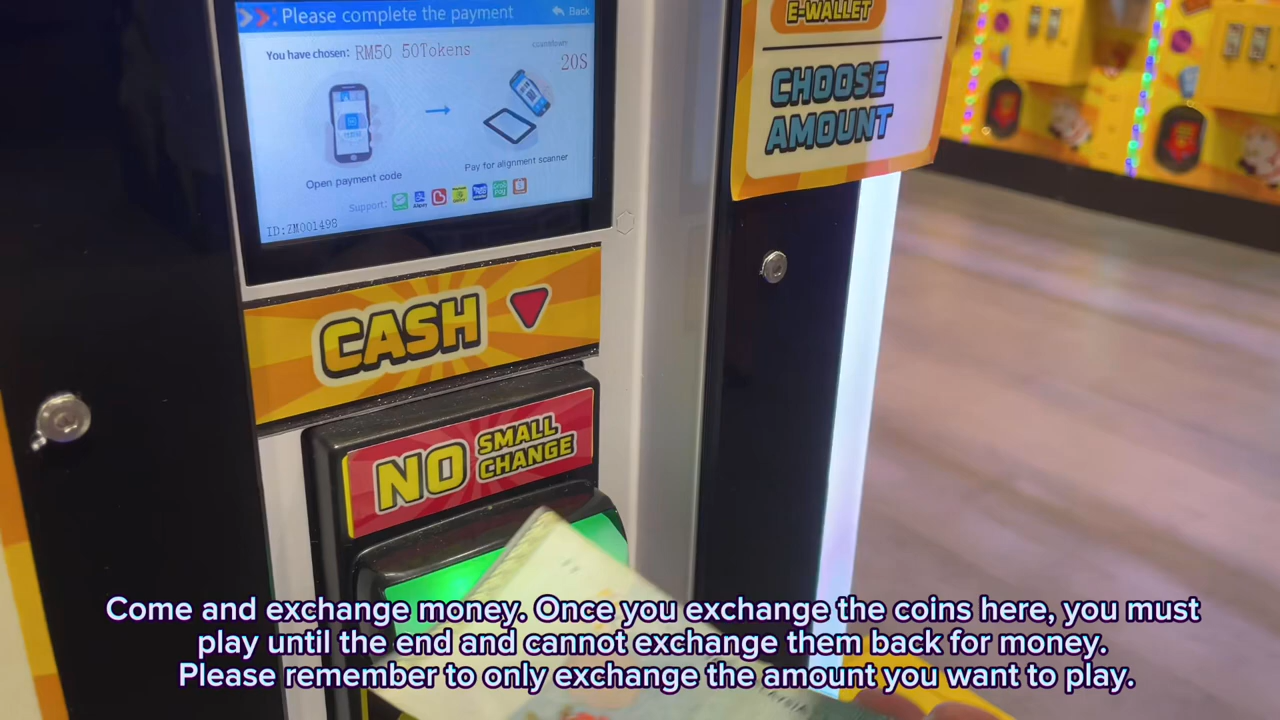 Please complete the payment
Back
You have chosen: RM50 50Tokens
20S
Open payment code
Pay for alignment scanner
Support:
ID:ZM001498
E-WALLET
CHOOSE
AMOUNT
CASH
NO SMALL
CHANGE
Come and exchange money. Once you exchange the coins here, you must
play until the end and cannot exchange them back for money.
Please remember to only exchange the amount you want to play.